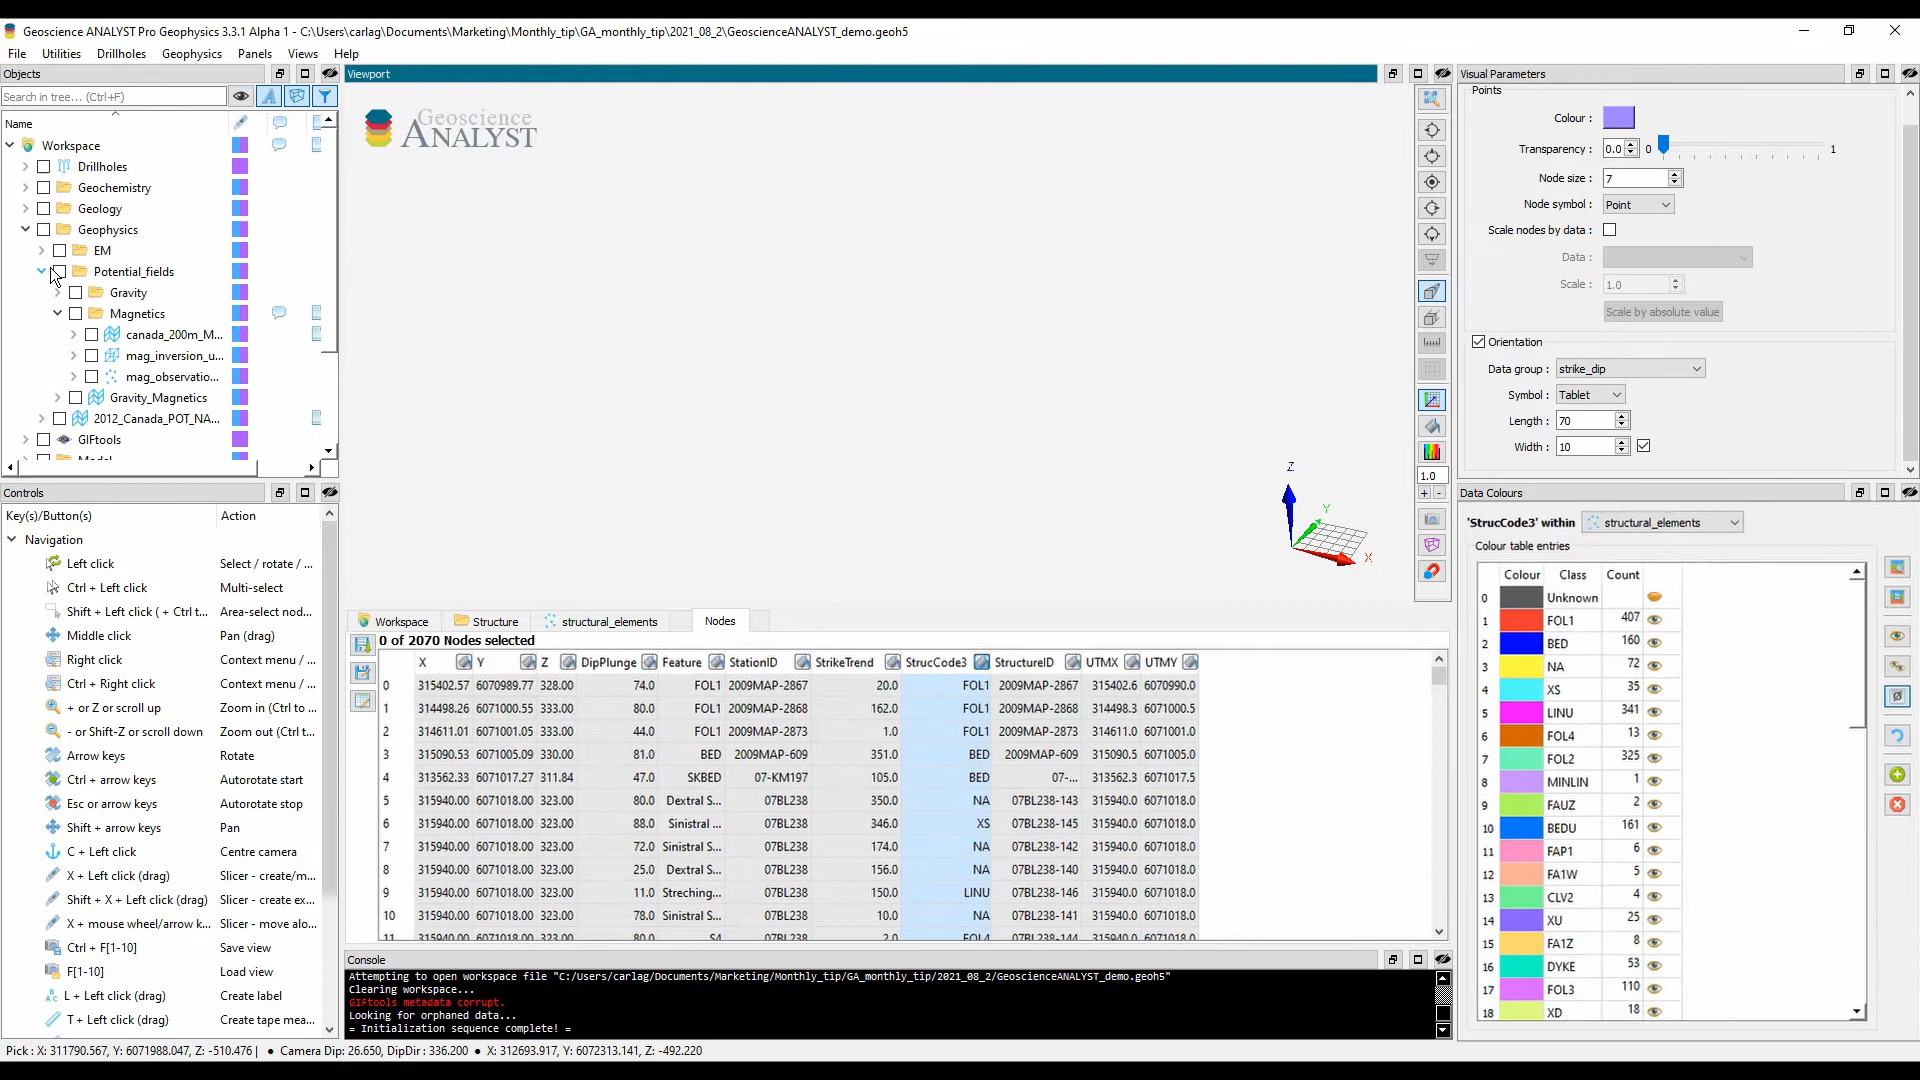 Geoscience ANALYST Pro Geophysics 3.3.1 Alpha 1 - C:\Users\carlag\Documents\Marketing\Monthly_tip\GA_monthly_tip\2021_08_2\GeoscienceANALYST_demo.geoh5
File Utilities Drillholes Geophysics Panels Views Help
Objects
Search in tree... (Ctrl+F)
Name
Workspace
Drillholes
Geochemistry
Geology
Geophysics
EM
Potential_fields
Gravity
Magnetics
canada_200m_M...
mag_inversion_u...
mag_observatio...
Gravity_Magnetics
2012_Canada_POT_NA...
GIFtools
Controls
Key(s)/Button(s) Action
Navigation
Left click Select / rotate / ...
Ctrl + Left click Multi-select
Shift + Left click ( + Ctrl t... Area-select nod...
Middle click Pan (drag)
Right click Context menu / ...
Ctrl + Right click Context menu / ...
+ or Z or scroll up Zoom in (Ctrl to ...
- or Shift-Z or scroll down Zoom out (Ctrl t...
Arrow keys Rotate
Ctrl + arrow keys Autorotate start
Esc or arrow keys Autorotate stop
Shift + arrow keys Pan
C + Left click Centre camera
X + Left click (drag) Slicer - create/m...
Shift + X + Left click (drag) Slicer - create ex...
X + mouse wheel/arrow k... Slicer - move alo...
Ctrl + F[1-10] Save view
F[1-10] Load view
L + Left click (drag) Create label
T + Left click (drag) Create tape mea...
Viewport
Geoscience
ANALYST
Z
Y
X
1.0
+ -
Workspace Structure structural_elements Nodes
0 of 2070 Nodes selected
X Y Z DipPlunge Feature StationID StrikeTrend StrucCode3 StructureID UTMX UTMY
0 315402.57 6070989.77 328.00 74.0 FOL1 2009MAP-2867 20.0 FOL1 2009MAP-2867 315402.6 6070990.0
1 314498.26 6071000.55 333.00 80.0 FOL1 2009MAP-2868 162.0 FOL1 2009MAP-2868 314498.3 6071000.5
2 314611.01 6071001.05 333.00 44.0 FOL1 2009MAP-2873 1.0 FOL1 2009MAP-2873 314611.0 6071001.0
3 315090.53 6071005.09 330.00 81.0 BED 2009MAP-609 351.0 BED 2009MAP-609 315090.5 6071005.0
4 313562.33 6071017.27 311.84 47.0 SKBED 07-KM197 105.0 BED 07-... 313562.3 6071017.5
5 315940.00 6071018.00 323.00 80.0 Dextral S... 07BL238 350.0 NA 07BL238-143 315940.0 6071018.0
6 315940.00 6071018.00 323.00 88.0 Sinistral ... 07BL238 346.0 XS 07BL238-145 315940.0 6071018.0
7 315940.00 6071018.00 323.00 72.0 Sinistral S... 07BL238 174.0 NA 07BL238-142 315940.0 6071018.0
8 315940.00 6071018.00 323.00 25.0 Dextral S... 07BL238 156.0 NA 07BL238-140 315940.0 6071018.0
9 315940.00 6071018.00 323.00 11.0 Streching... 07BL238 150.0 LINU 07BL238-146 315940.0 6071018.0
10 315940.00 6071018.00 323.00 78.0 Sinistral S... 07BL238 10.0 NA 07BL238-141 315940.0 6071018.0
11 315940.00 6071018.00 323.00 80.0 S4 07BL238 2.0 FOL4 07BL238-144 315940.0 6071018.0
Console
Attempting to open workspace file "C:/Users/carlag/Documents/Marketing/Monthly_tip/GA_monthly_tip/2021_08_2/GeoscienceANALYST_demo.geoh5"
Clearing workspace...
GIFtools metadata corrupt.
Looking for orphaned data...
= Initialization sequence complete! =
Visual Parameters
Points
Colour :
Transparency : 0.0 0 1
Node size : 7
Node symbol : Point
Scale nodes by data :
Data :
Scale : 1.0
Scale by absolute value
Orientation
Data group : strike_dip
Symbol : Tablet
Length : 70
Width : 10
Data Colours
'StrucCode3' within structural_elements
Colour table entries
Colour Class Count
0 Unknown
1 FOL1 407
2 BED 160
3 NA 72
4 XS 35
5 LINU 341
6 FOL4 13
7 FOL2 325
8 MINLIN 1
9 FAUZ 2
10 BEDU 161
11 FAP1 6
12 FA1W 5
13 CLV2 4
14 XU 25
15 FA1Z 8
16 DYKE 53
17 FOL3 110
18 XD 18
Pick : X: 311790.567, Y: 6071988.047, Z: -510.476 | ● Camera Dip: 26.650, DipDir : 336.200 ● X: 312693.917, Y: 6072313.141, Z: -492.220